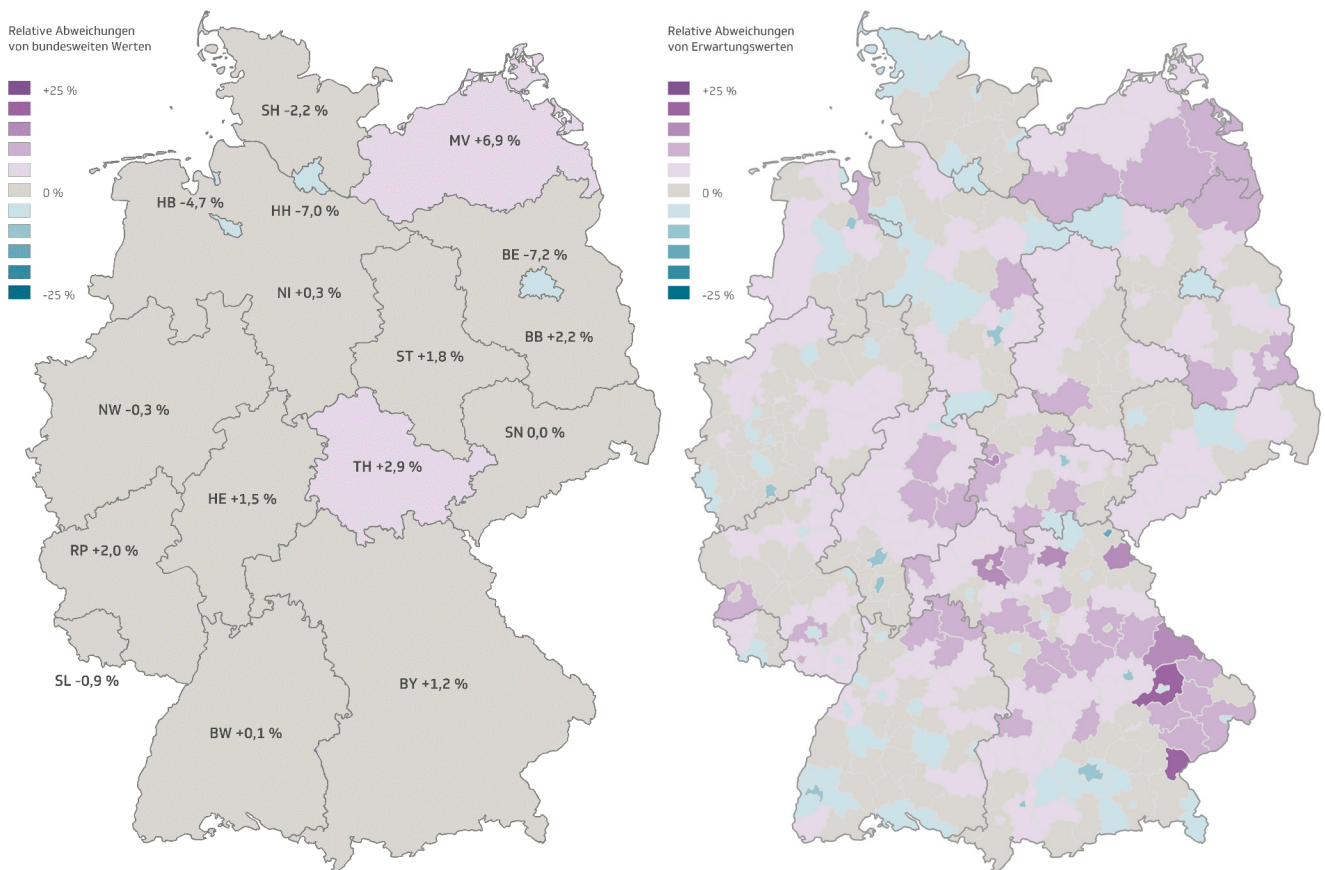 Relative Abweichungen
von bundesweiten Werten
+25 %
0 %
-25 %
SH -2,2 %
MV +6,9 %
HB -4,7 %
HH -7,0 %
BE -7,2 %
NI +0,3 %
BB +2,2 %
ST +1,8 %
NW -0,3 %
SN 0,0 %
TH +2,9 %
HE +1,5 %
RP +2,0 %
SL -0,9 %
BY +1,2 %
BW +0,1 %
Relative Abweichungen
von Erwartungswerten
+25 %
0 %
-25 %